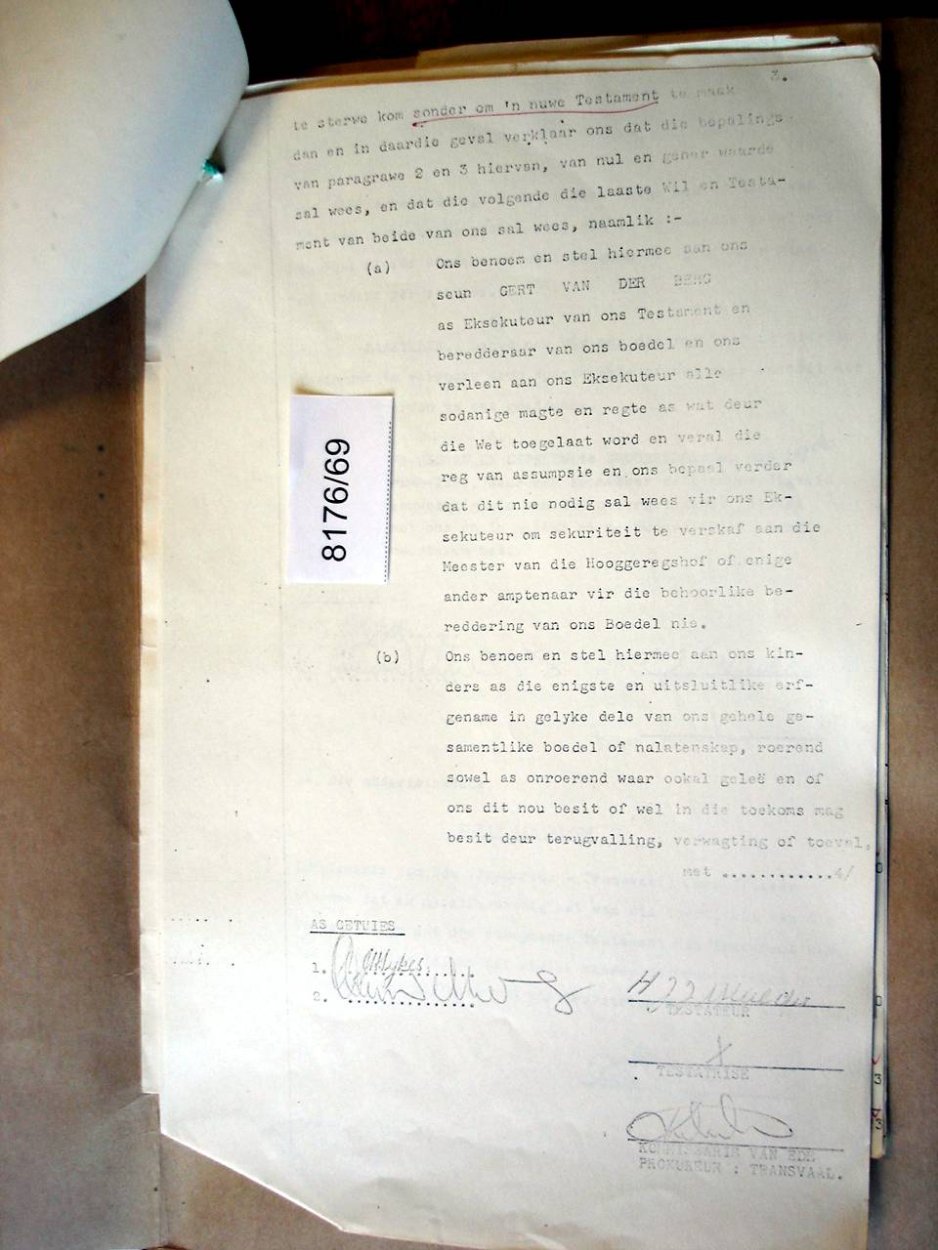 3.
te sterwe kom sonder om 'n nuwe Testament te maak
dan en in daardie geval verklaar ons dat die bepalings
van paragrawe 2 en 3 hiervan, van nul en gener waarde
sal wees, en dat die volgende die laaste Wil en Testa-
ment van beide van ons sal wees, naamlik :-
(a) Ons benoem en stel hiermee aan ons
seun GERT VAN DER BERG
as Eksekuteur van ons Testament en
beredderaar van ons boedel en ons
verleen aan ons Eksekuteur alle
sodanige magte en regte as wat deur
die Wet toegelaat word en veral die
reg van assumpsie en ons bepaal verder
dat dit nie nodig sal wees vir ons Ek-
sekuteur om sekuriteit te verskaf aan die
Meester van die Hooggeregshof of enige
ander amptenaar vir die behoorlike be-
reddering van ons Boedel nie.
8176/69
(b) Ons benoem en stel hiermee aan ons kin-
ders as die enigste en uitsluitlike erf-
gename in gelyke dele van ons gehele ge-
samentlike boedel of nalatenskap, roerend
sowel as onroerend waar ookal geleë en of
ons dit nou besit of wel in die toekoms mag
besit deur terugvalling, verwagting of toeval,
met ............4/
AS GETUIES
1.
2.
H J J Mulder
TESTATEUR
X
TESTATRISE
KOMMISSARIS VAN EDE
PROKUREUR : TRANSVAAL.